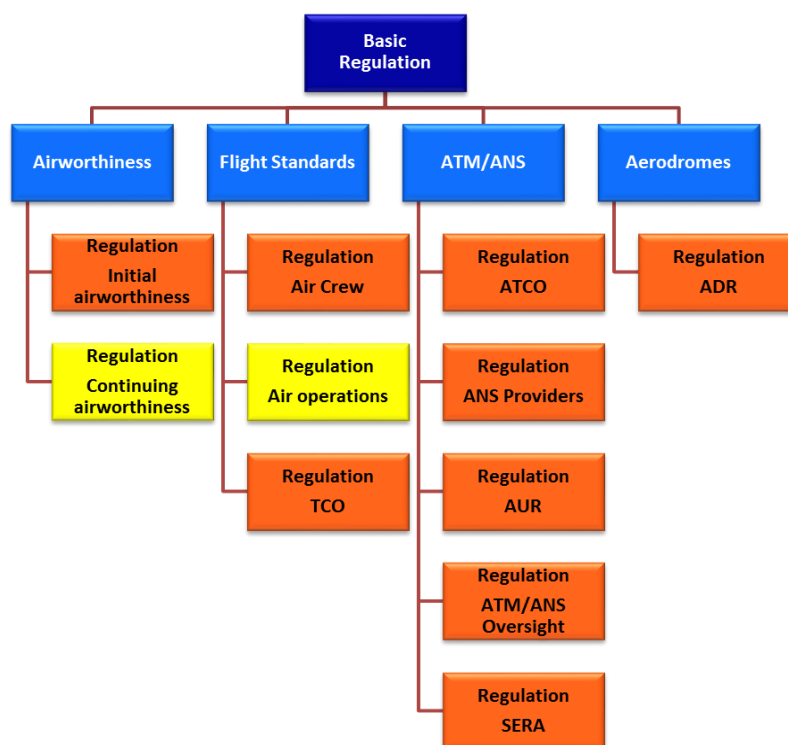 Basic
Regulation
Airworthiness
Flight Standards
ATM/ANS
Aerodromes
Regulation
Initial
airworthiness
Regulation
Air Crew
Regulation
ATCO
Regulation
ADR
Regulation
Continuing
airworthiness
Regulation
Air operations
Regulation
ANS Providers
Regulation
TCO
Regulation
AUR
Regulation
ATM/ANS
Oversight
Regulation
SERA